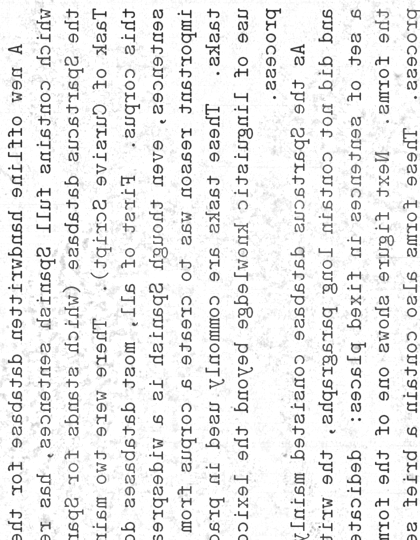 A new offline handwritten database for the
which contains full Spanish sentences, has re
the Spartacus database (which stands for Spar
Task of Cursive Script). There were two main
this corpus. First of all, most databases do
sentences, even though Spanish is a widesprea
important reason was to create a corpus from
tasks. These tasks are commonly used in prac
use of linguistic knowledge beyond the lexico
process.
As the Spartacus database consisted mainly
and did not contain long paragraphs, the writ
a set of sentences in fixed places: dedicate
the forms. Next figure shows one of the form
process. These forms also contain a brief set